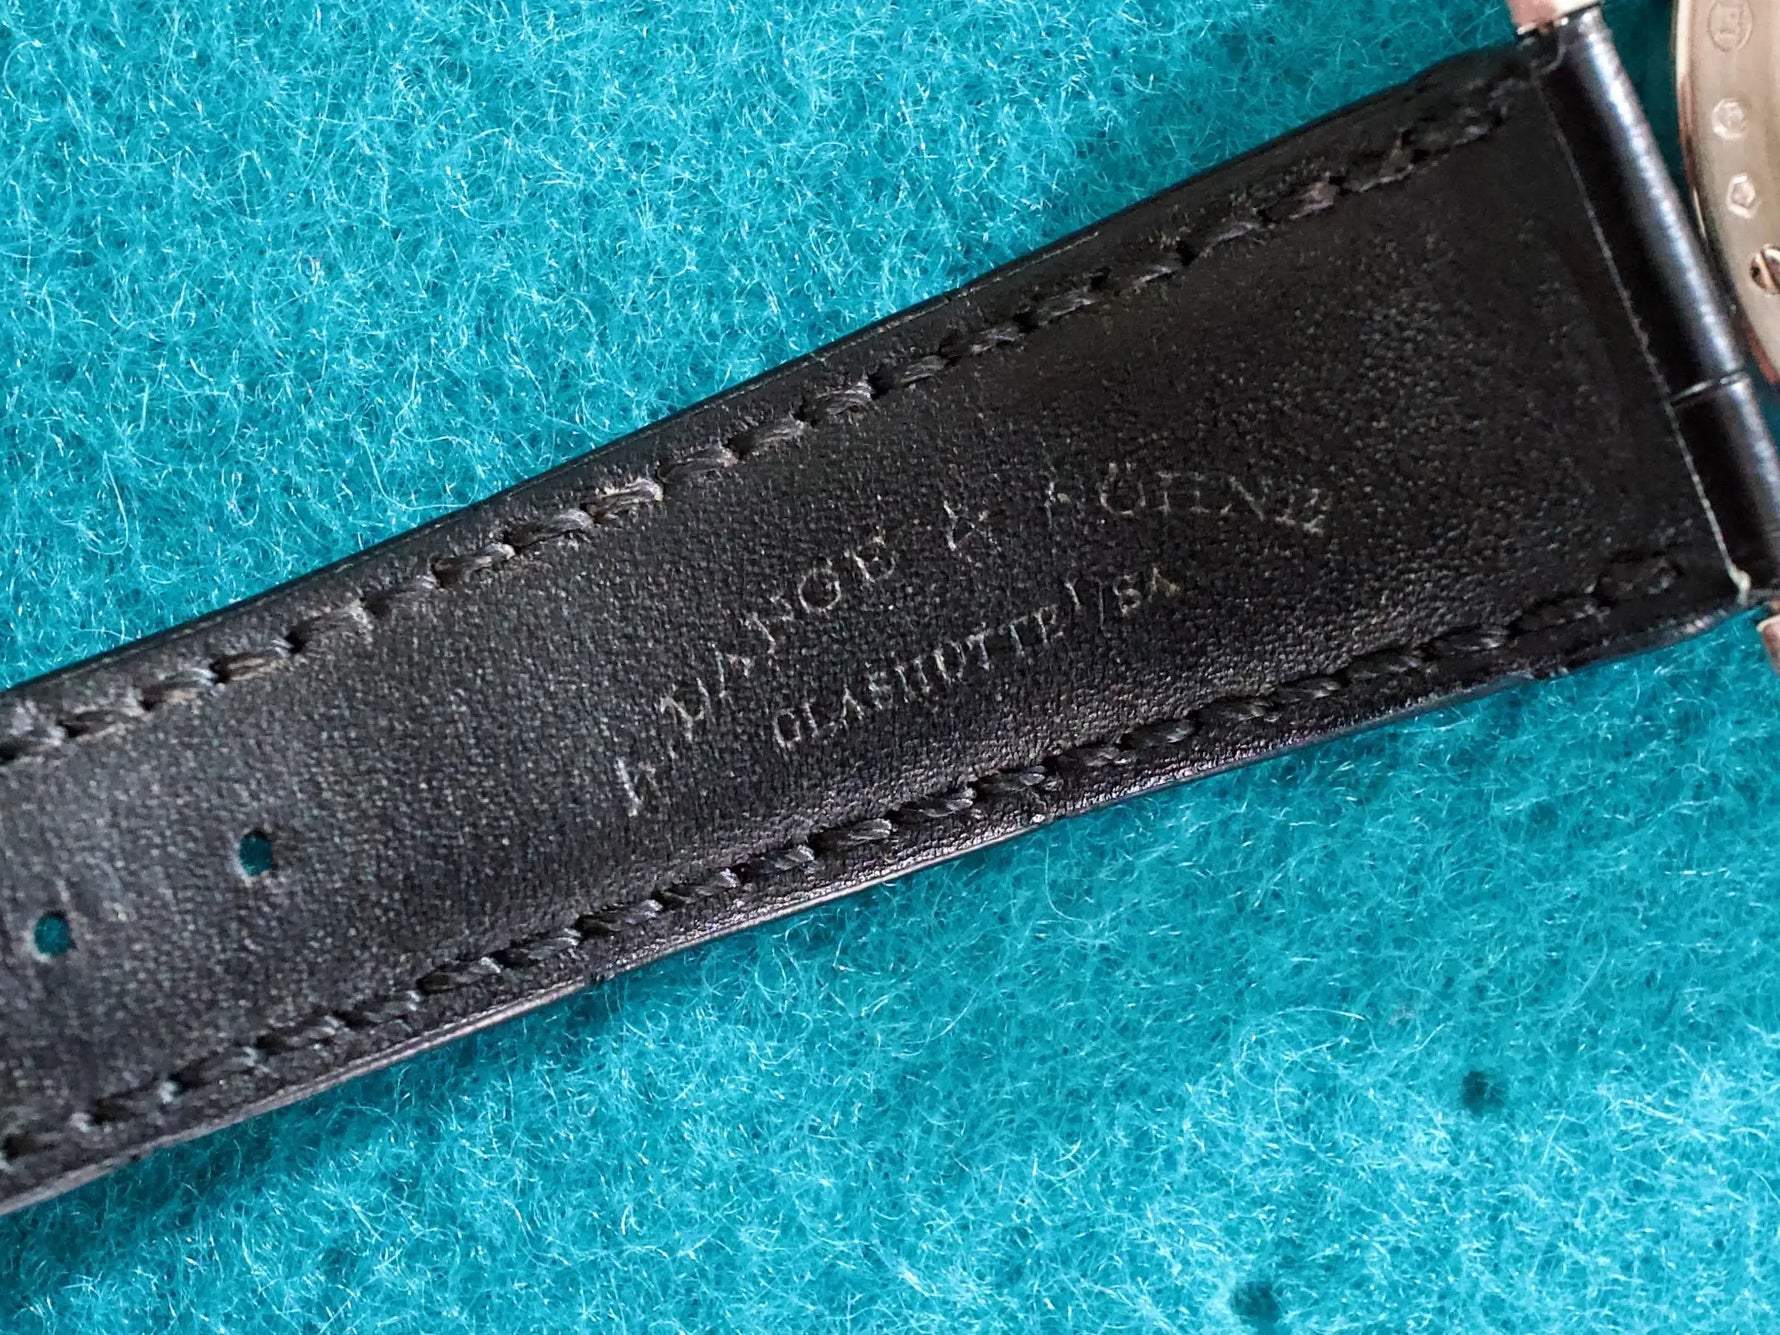 A. LANGE & SÖHNE
GLASHÜTTE I/SA